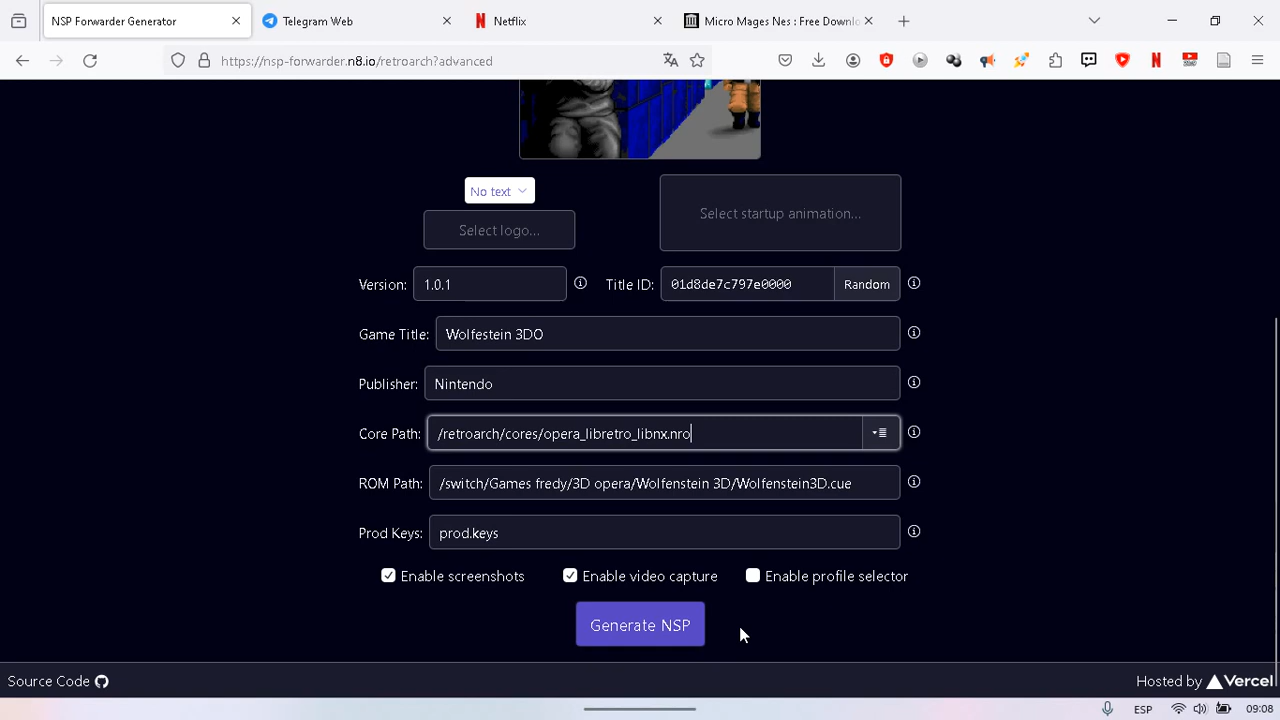 NSP Forwarder Generator
Telegram Web
Netflix
Micro Mages Nes : Free Downlo
https://nsp-forwarder.n8.io/retroarch?advanc
No text
Select logo...
Select startup animation...
Version: 1.0.1
Title ID: 01d8de7c797e0000 Random
Game Title: Wolfestein 3DO
Publisher: Nintendo
Core Path: /retroarch/cores/opera_libretro_libnx.nro
ROM Path: /switch/Games fredy/3D opera/Wolfenstein 3D/Wolfenstein3D.cue
Prod Keys: prod.keys
Enable screenshots Enable video capture Enable profile selector
Generate NSP
Source Code
Hosted by Vercel
ESP 09:08